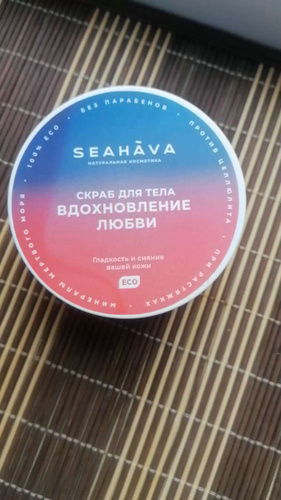 SEAHAVA
НАТУРАЛЬНАЯ КОСМЕТИКА
СКРАБ ДЛЯ ТЕЛА
ВДОХНОВЛЕНИЕ
ЛЮБВИ
Гладкость и сияние
вашей кожи
ECO
100% ECO • БЕЗ ПАРАБЕНОВ • ПРОТИВ ЦЕЛЛЮЛИТА • ПРИ РАСТЯЖКАХ • МИНЕРАЛЫ МЕРТВОГО МОРЯ •